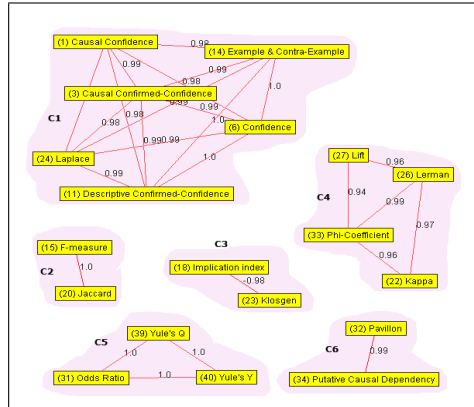 (1) Causal Confidence
0.98
(14) Example & Contra-Example
0.99
0.99
0.98
1.0
(3) Causal Confirmed-Confidence
0.99
0.99
0.98
0.98
C1
1.0
(6) Confidence
0.99
0.99
(24) Laplace
1.0
0.99
(11) Descriptive Confirmed-Confidence
(27) Lift
0.96
(26) Lerman
C4
0.94
0.99
0.97
(33) Phi-Coefficient
0.96
(22) Kappa
(15) F-measure
1.0
C2
(20) Jaccard
C3
(18) Implication index
-0.98
(23) Klosgen
(39) Yule's Q
C5
1.0
1.0
(31) Odds Ratio
1.0
(40) Yule's Y
(32) Pavillon
C6
0.99
(34) Putative Causal Dependency